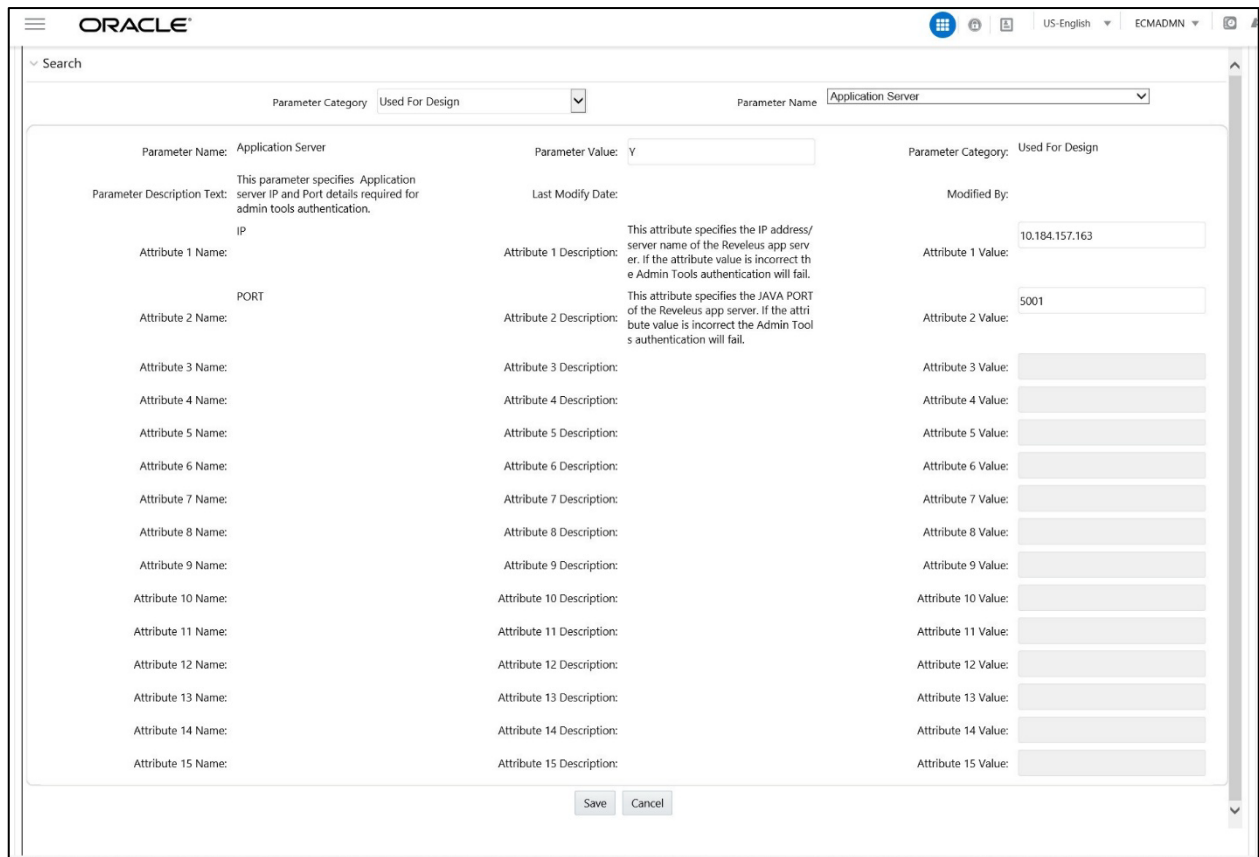 ORACLE
US-English
ECMADMN
Search
Parameter Category Used For Design
Parameter Name Application Server
Parameter Name: Application Server
Parameter Value: Y
Parameter Category: Used For Design
Parameter Description Text: This parameter specifies Application
server IP and Port details required for
admin tools authentication.
Last Modify Date:
Modified By:
Attribute 1 Name: IP
Attribute 1 Description: This attribute specifies the IP address/
server name of the Reveleus app serv
er. If the attribute value is incorrect th
e Admin Tools authentication will fail.
Attribute 1 Value: 10.184.157.163
Attribute 2 Name: PORT
Attribute 2 Description: This attribute specifies the JAVA PORT
of the Reveleus app server. If the attri
bute value is incorrect the Admin Tool
s authentication will fail.
Attribute 2 Value: 5001
Attribute 3 Name: Attribute 3 Description: Attribute 3 Value:
Attribute 4 Name: Attribute 4 Description: Attribute 4 Value:
Attribute 5 Name: Attribute 5 Description: Attribute 5 Value:
Attribute 6 Name: Attribute 6 Description: Attribute 6 Value:
Attribute 7 Name: Attribute 7 Description: Attribute 7 Value:
Attribute 8 Name: Attribute 8 Description: Attribute 8 Value:
Attribute 9 Name: Attribute 9 Description: Attribute 9 Value:
Attribute 10 Name: Attribute 10 Description: Attribute 10 Value:
Attribute 11 Name: Attribute 11 Description: Attribute 11 Value:
Attribute 12 Name: Attribute 12 Description: Attribute 12 Value:
Attribute 13 Name: Attribute 13 Description: Attribute 13 Value:
Attribute 14 Name: Attribute 14 Description: Attribute 14 Value:
Attribute 15 Name: Attribute 15 Description: Attribute 15 Value:
Save Cancel